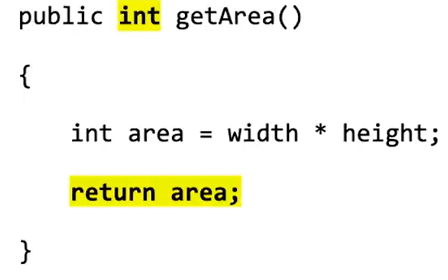 public int getArea()
{
int area = width * height;
return area;
}